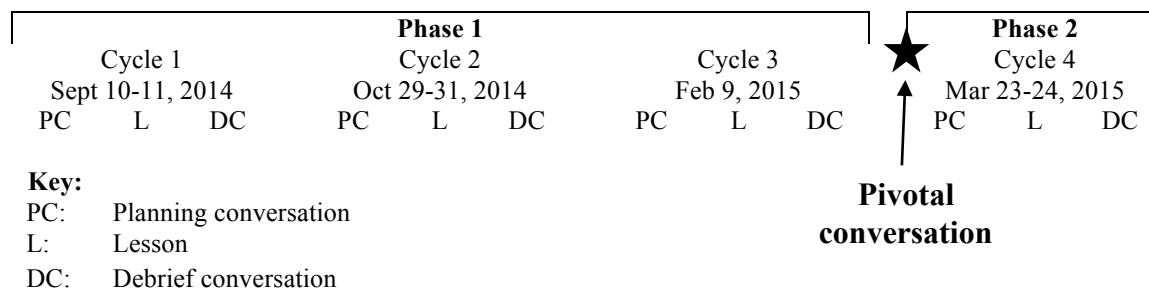 Phase 1 Phase 2
Cycle 1 Cycle 2 Cycle 3 Cycle 4
Sept 10-11, 2014 Oct 29-31, 2014 Feb 9, 2015 Mar 23-24, 2015
PC L DC PC L DC PC L DC PC L DC
Key:
PC: Planning conversation
L: Lesson
DC: Debrief conversation
Pivotal
conversation